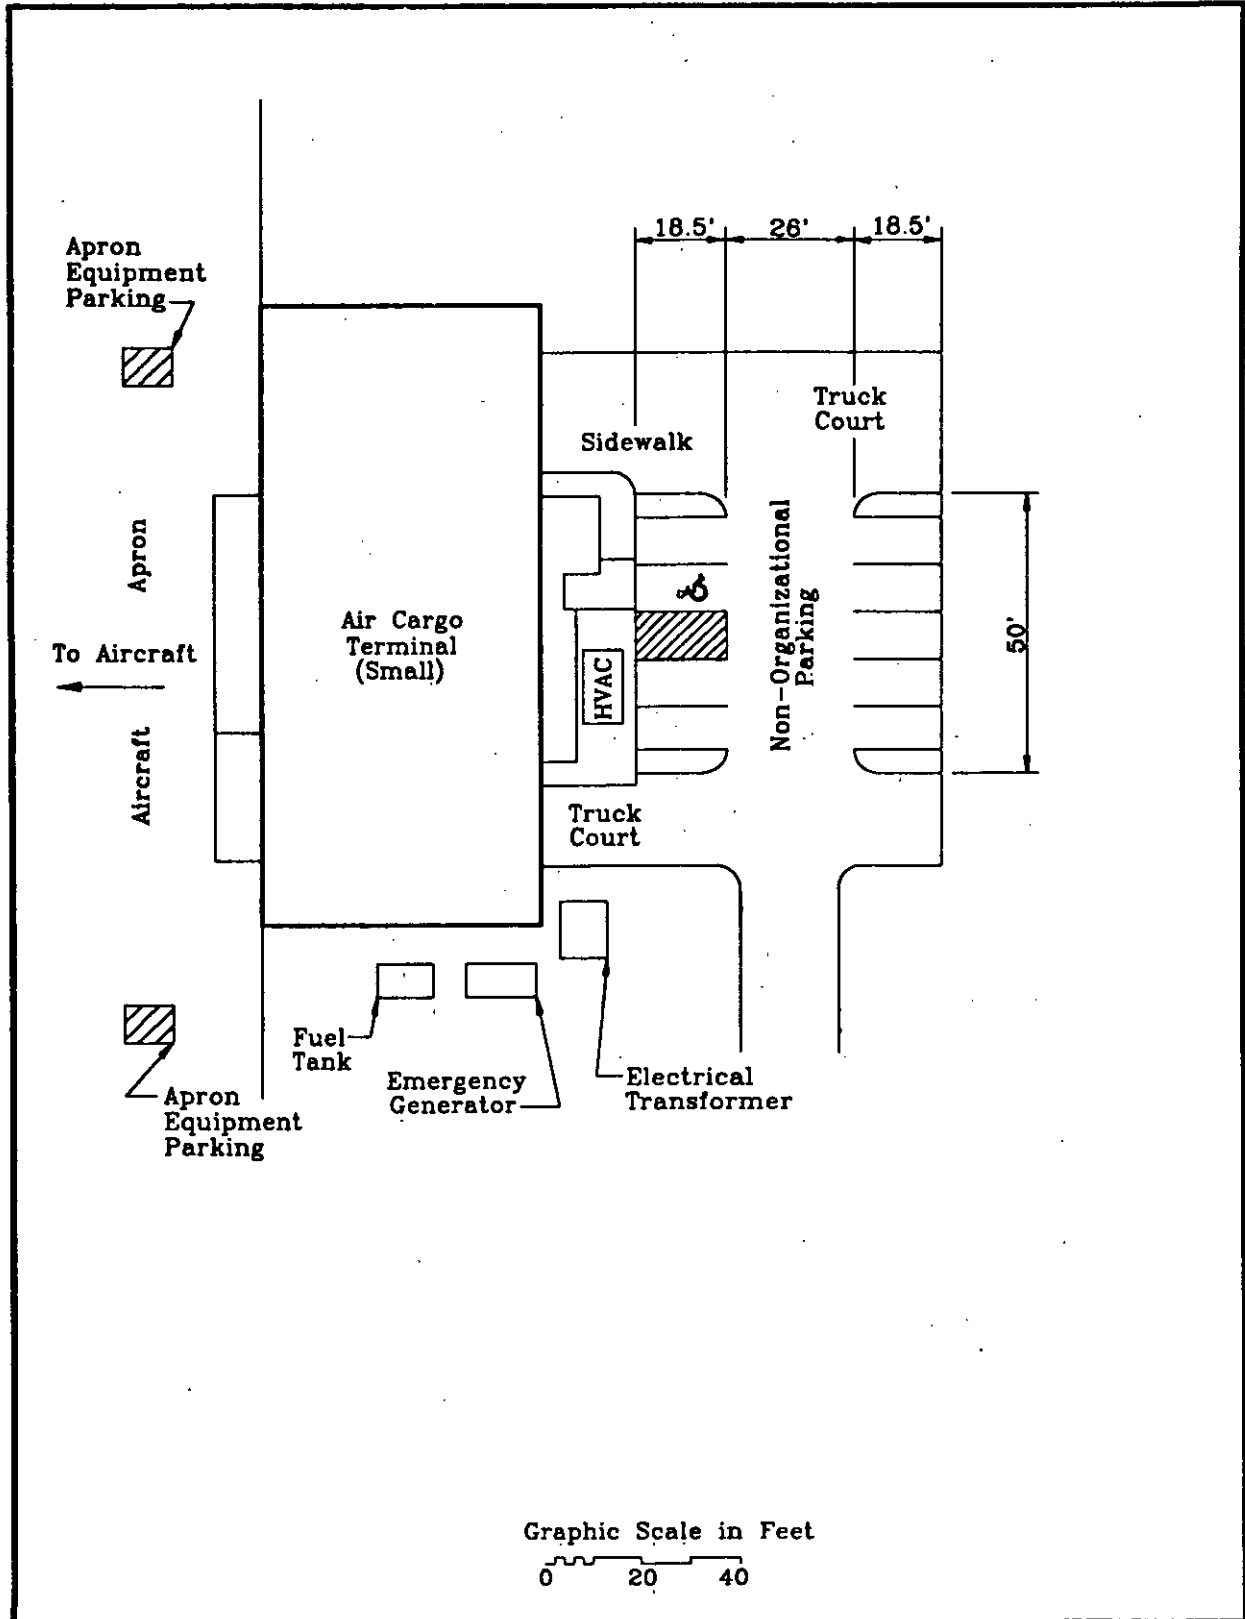 18.5'
26'
18.5'
Apron
Equipment
Parking
Truck
Court
Sidewalk
Apron
Non-Organizational
Parking
Air Cargo
Terminal
(Small)
50'
To Aircraft
HVAC
Aircraft
Truck
Court
Fuel
Tank
Emergency
Generator
Electrical
Transformer
Apron
Equipment
Parking
Graphic Scale in Feet
0 20 40